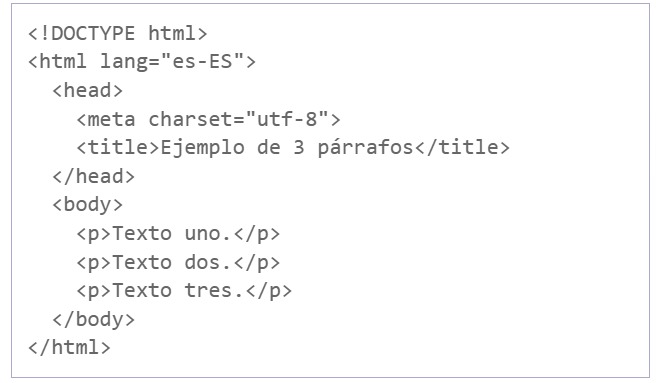 <!DOCTYPE html>
<html lang="es-ES">
  <head>
    <meta charset="utf-8">
    <title>Ejemplo de 3 párrafos</title>
  </head>
  <body>
    <p>Texto uno.</p>
    <p>Texto dos.</p>
    <p>Texto tres.</p>
  </body>
</html>